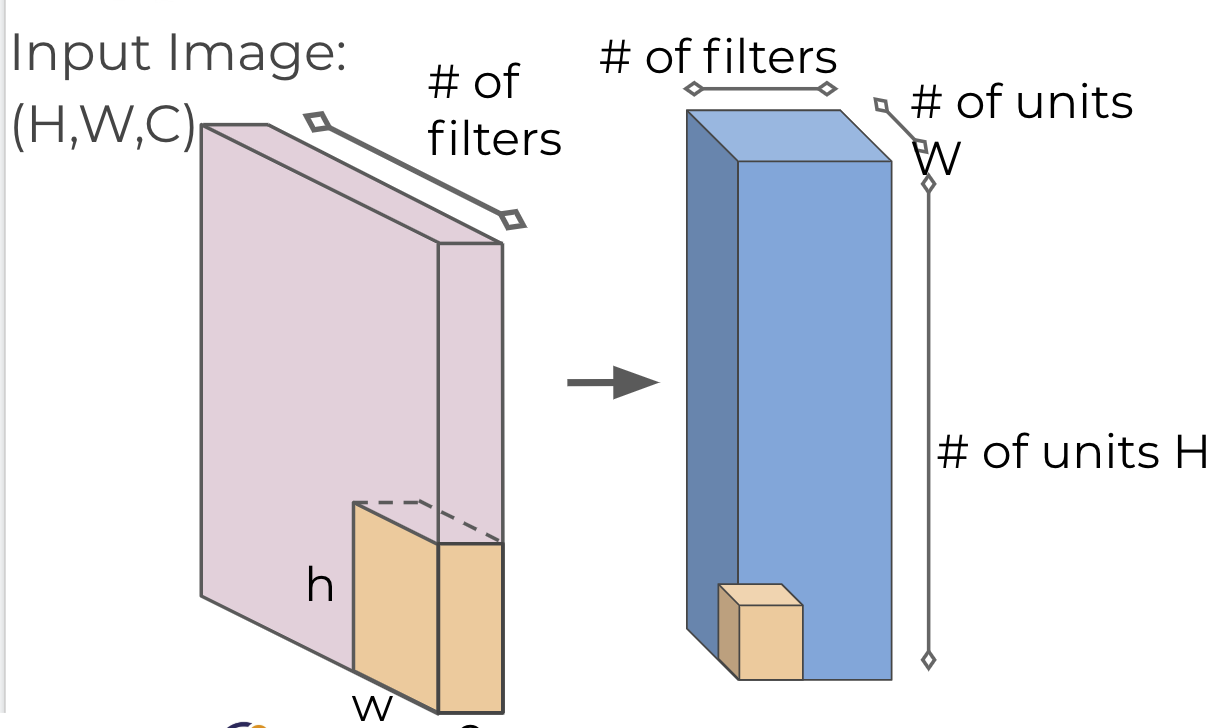 Input Image:
(H,W,C)
# of
filters
# of filters
# of units
W
# of units H
h
w